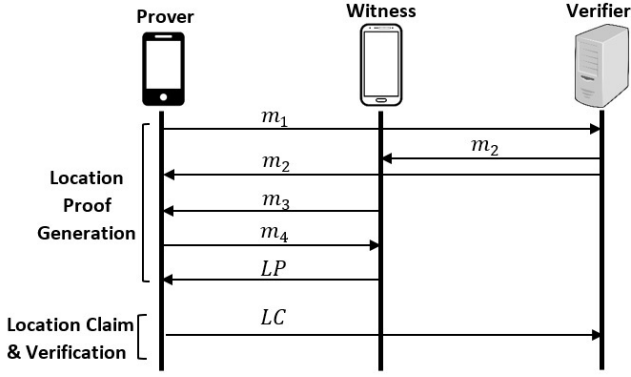 Prover
Witness
Verifier
m₁
m₂
m₂
Location
Proof
Generation
m₃
m₄
LP
Location Claim
& Verification
LC